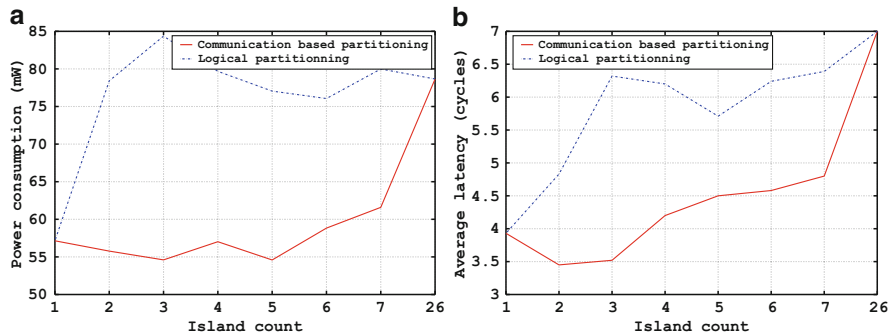 a
Power consumption (mW)
85
80
75
70
65
60
55
50
Communication based partitioning
Logical partitionning
1 2 3 4 5 6 7 26
Island count
b
Average latency (cycles)
7
6.5
6
5.5
5
4.5
4
3.5
3
Communication based partitioning
Logical partitionning
1 2 3 4 5 6 7 26
Island count